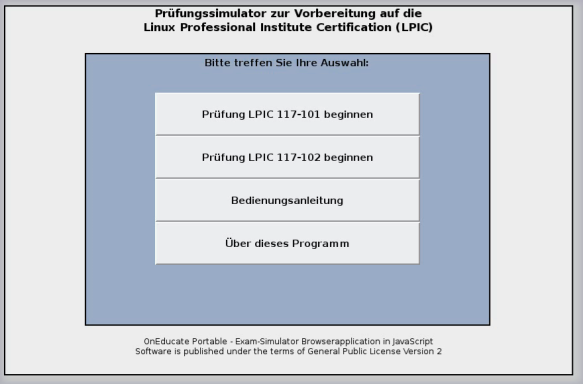 Prüfungssimulator zur Vorbereitung auf die
Linux Professional Institute Certification (LPIC)
Bitte treffen Sie Ihre Auswahl:
Prüfung LPIC 117-101 beginnen
Prüfung LPIC 117-102 beginnen
Bedienungsanleitung
Über dieses Programm
OnEducate Portable - Exam-Simulator Browserapplication in JavaScript
Software is published under the terms of General Public License Version 2